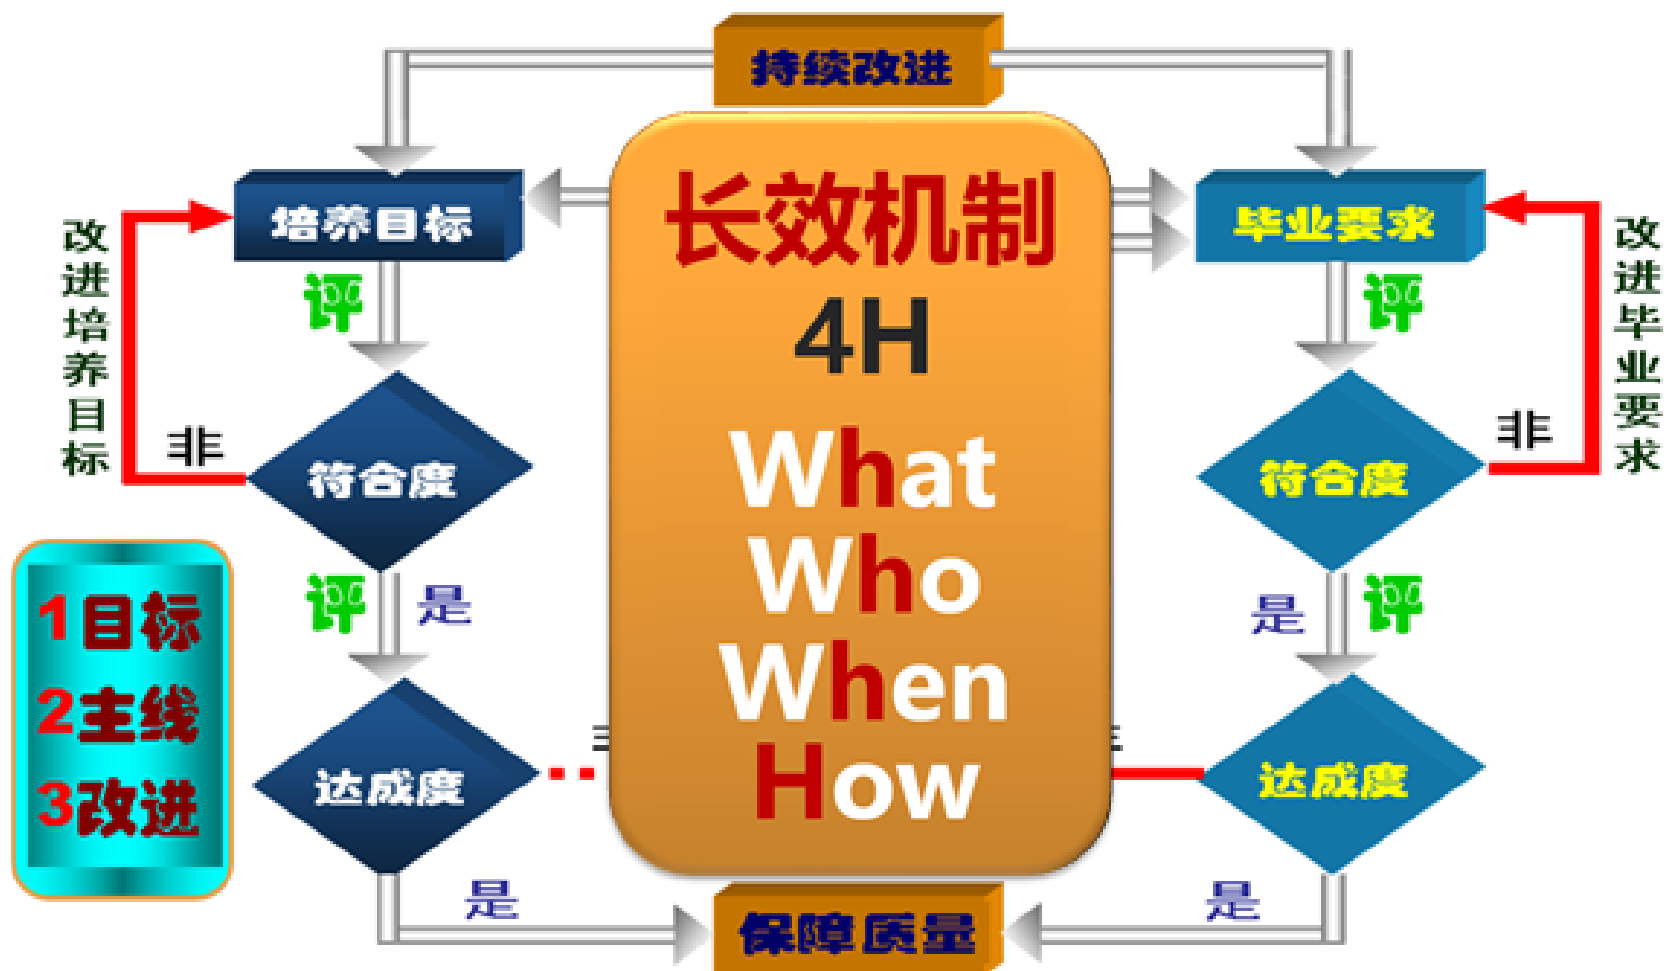 持续改进
长效机制
4H
What
Who
When
How
培养目标
毕业要求
改进培养目标
改进毕业要求
评
评
非
非
符合度
符合度
评
是
是
评
1目标
2主线
3改进
达成度
达成度
是
是
保障质量